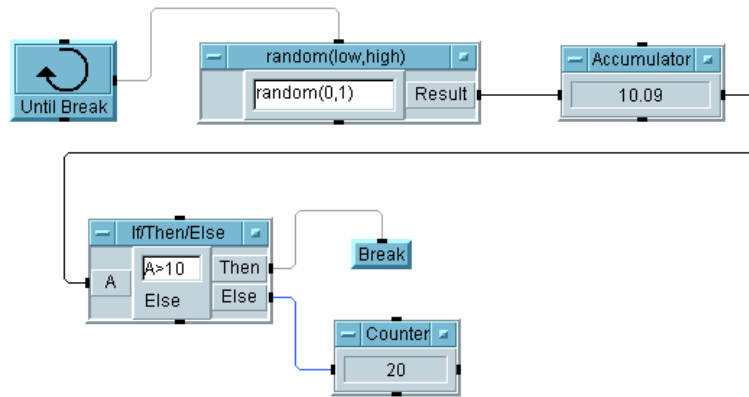 Until Break
random(low,high)
random(0,1)
Result
Accumulator
10.09
If/Then/Else
A
A>10
Then
Else
Else
Break
Counter
20